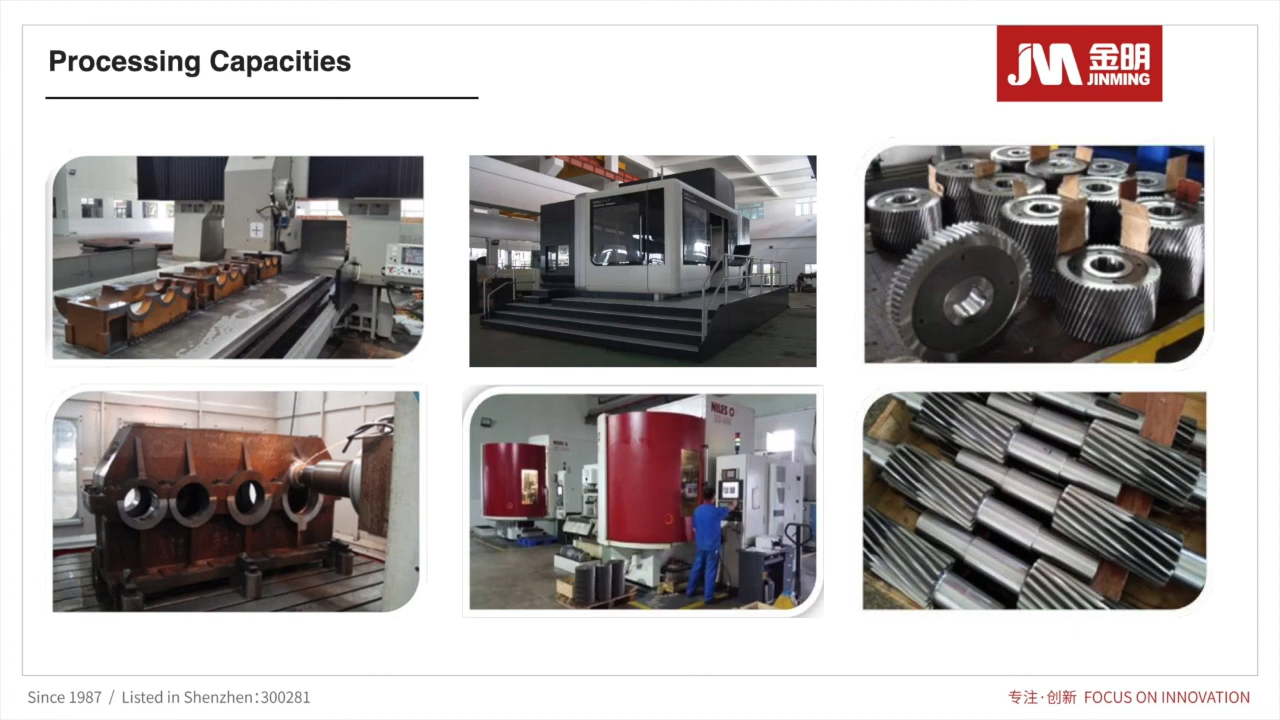 Processing Capacities
JM 金明
JINMING
NILES
NILES
Since 1987 / Listed in Shenzhen:300281
专注·创新 FOCUS ON INNOVATION